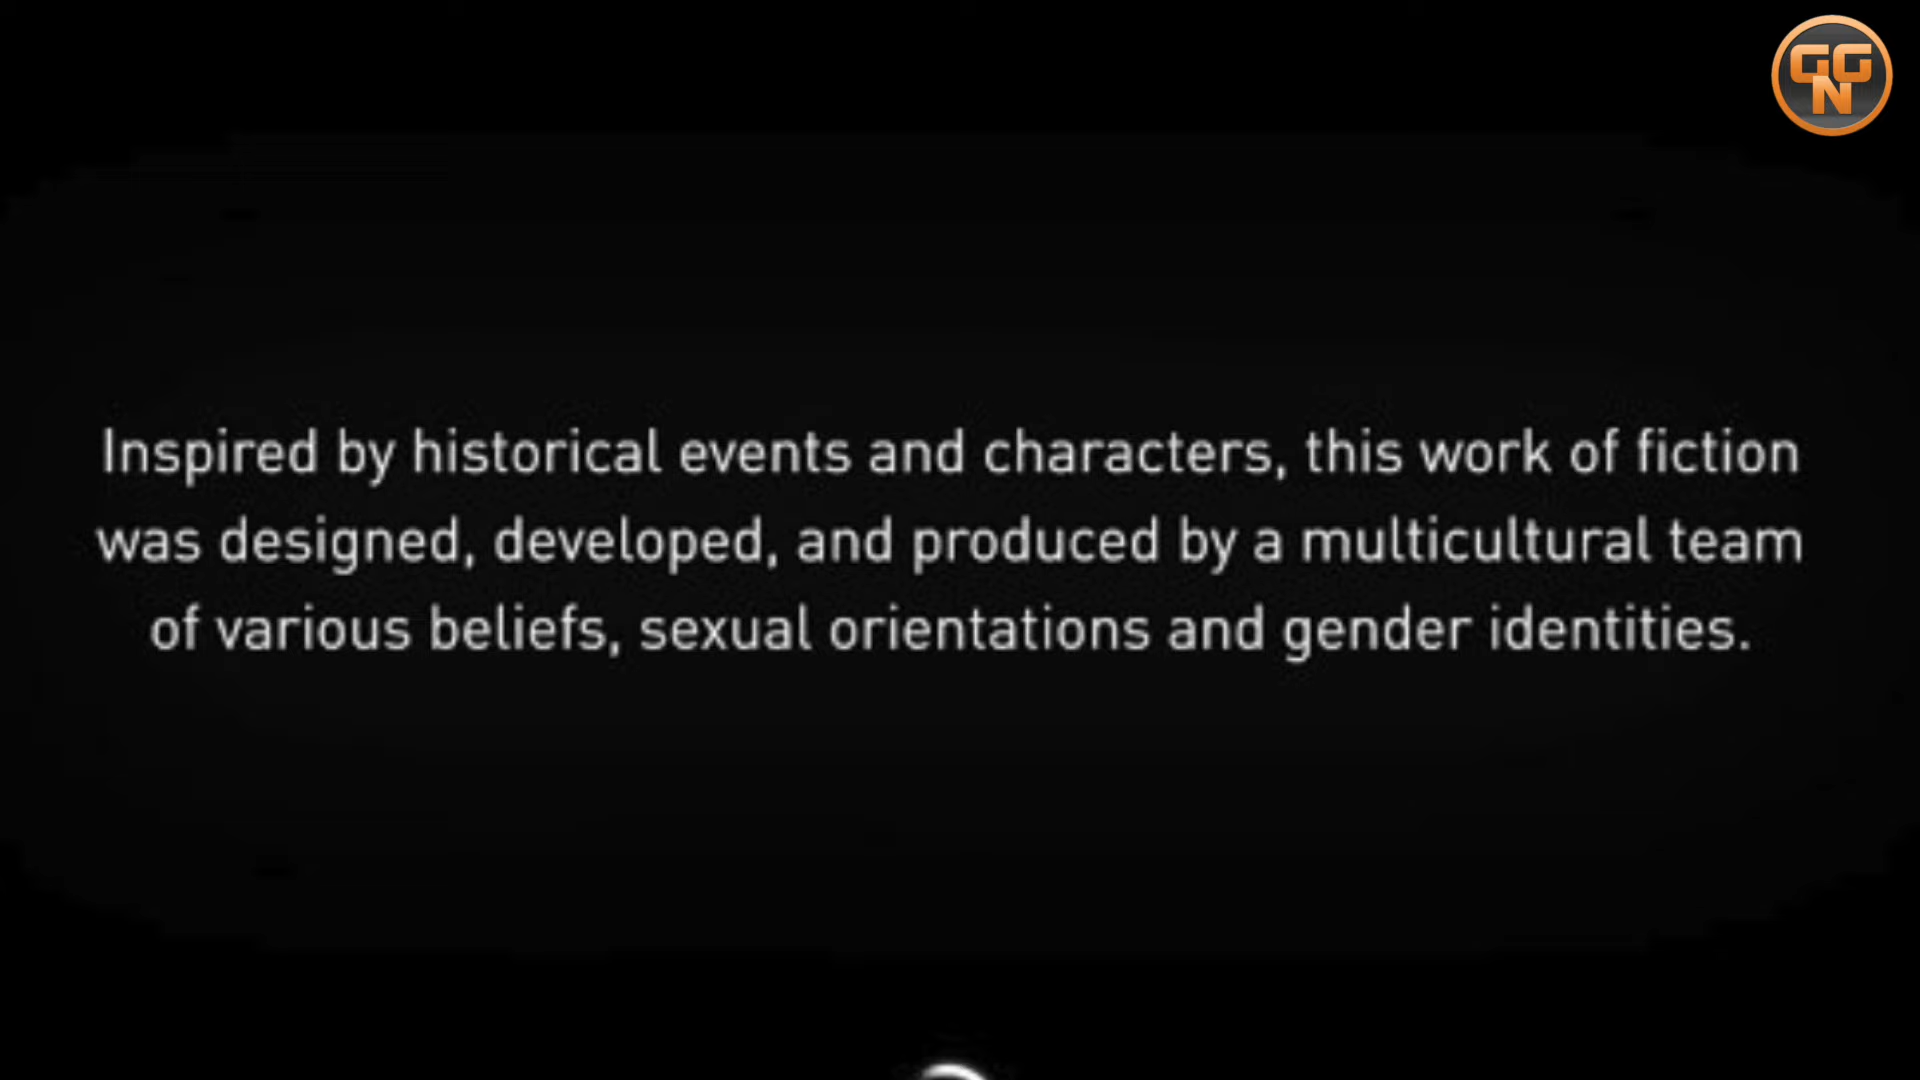 GG
N
Inspired by historical events and characters, this work of fiction
was designed, developed, and produced by a multicultural team
of various beliefs, sexual orientations and gender identities.